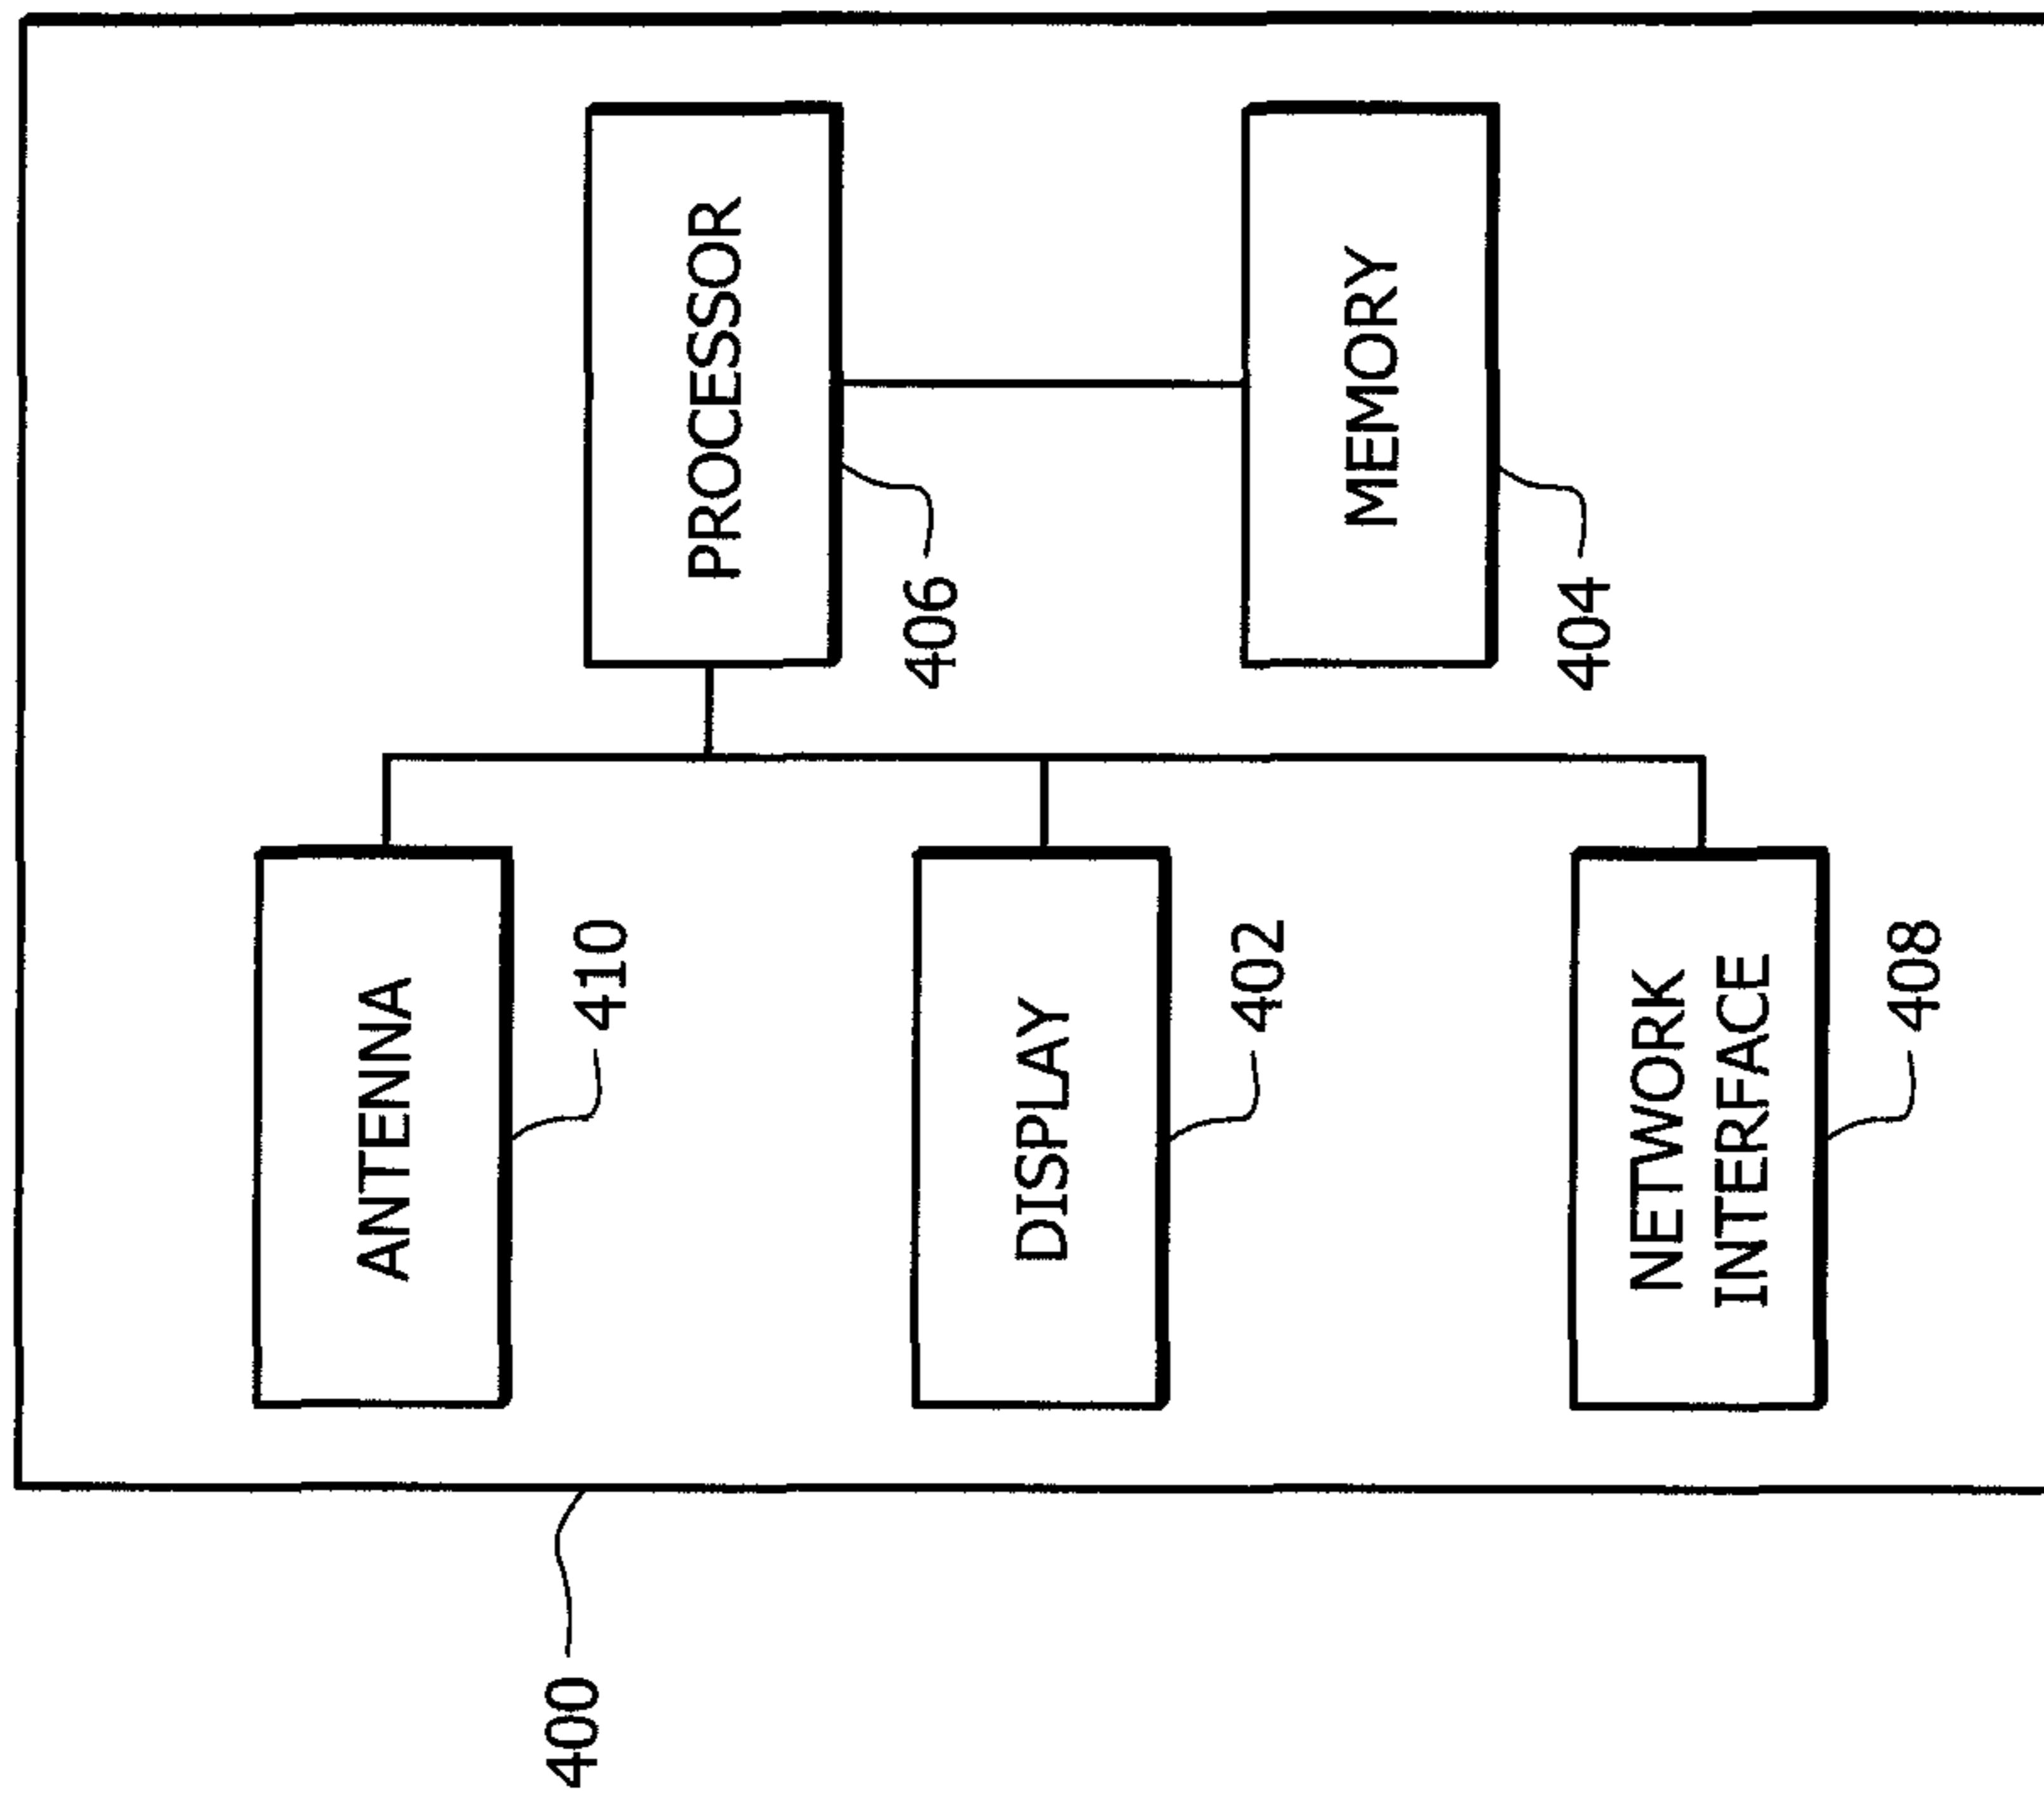 ANTENNA
400
410
PROCESSOR
406
DISPLAY
402
MEMORY
404
NETWORK
INTERFACE
408